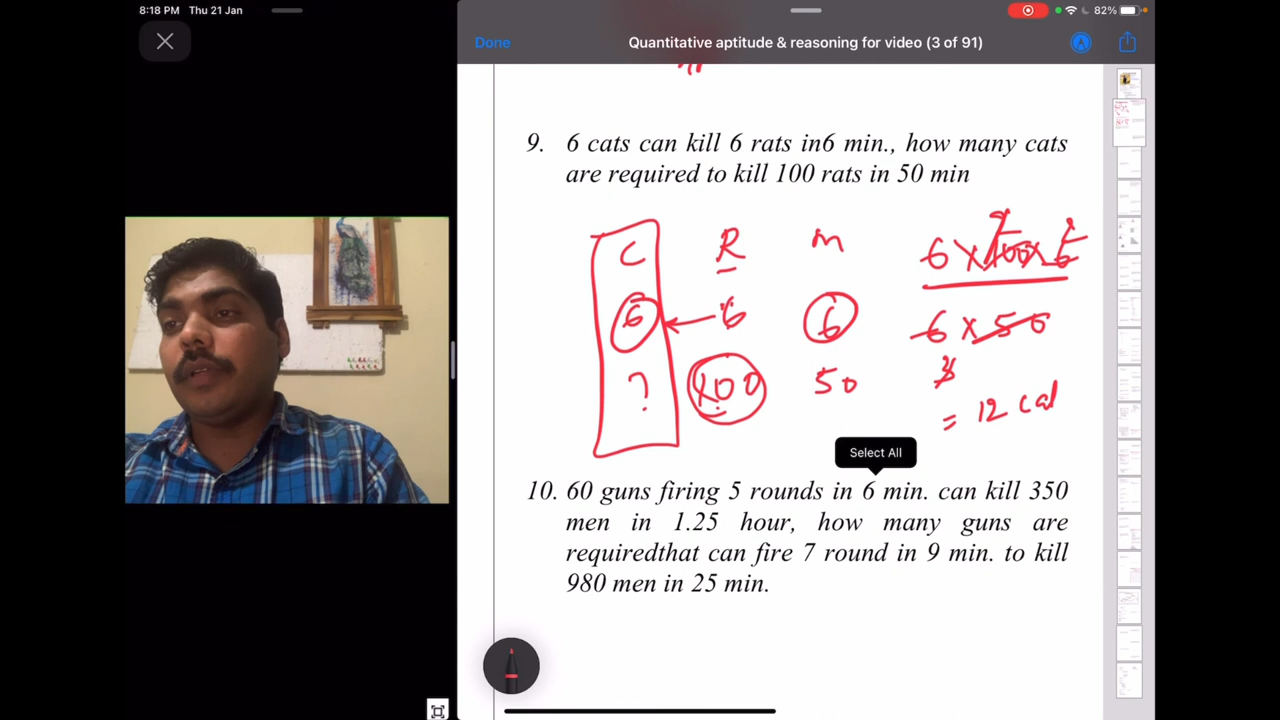 8:18 PM Thu 21 Jan
82%
Done
Quantitative aptitude & reasoning for video (3 of 91)
9. 6 cats can kill 6 rats in6 min., how many cats
are required to kill 100 rats in 50 min
C R m
6 × 100 × 6
6 6 6
6 × 50
? 100 50
= 12 cat
Select All
10. 60 guns firing 5 rounds in 6 min. can kill 350
men in 1.25 hour, how many guns are
requiredthat can fire 7 round in 9 min. to kill
980 men in 25 min.